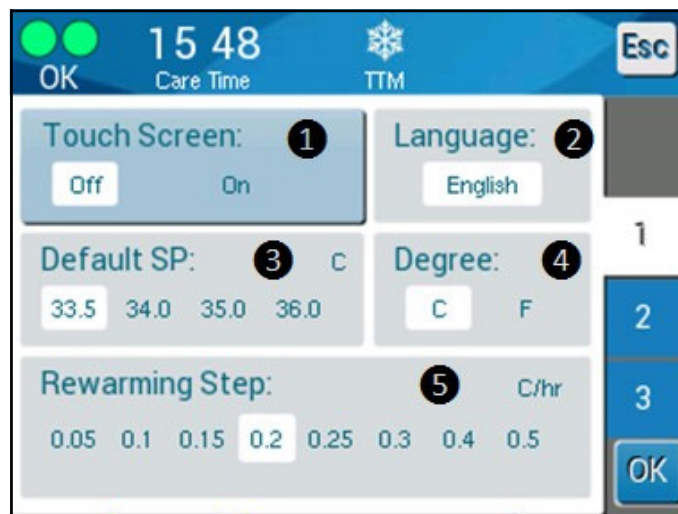 15 48
Esc
OK Care Time TTM
Touch Screen: 1
Off On
Language: 2
English
Default SP: 3 C
33.5 34.0 35.0 36.0
Degree: 4
C F
Rewarming Step: 5 C/hr
0.05 0.1 0.15 0.2 0.25 0.3 0.4 0.5
1
2
3
OK